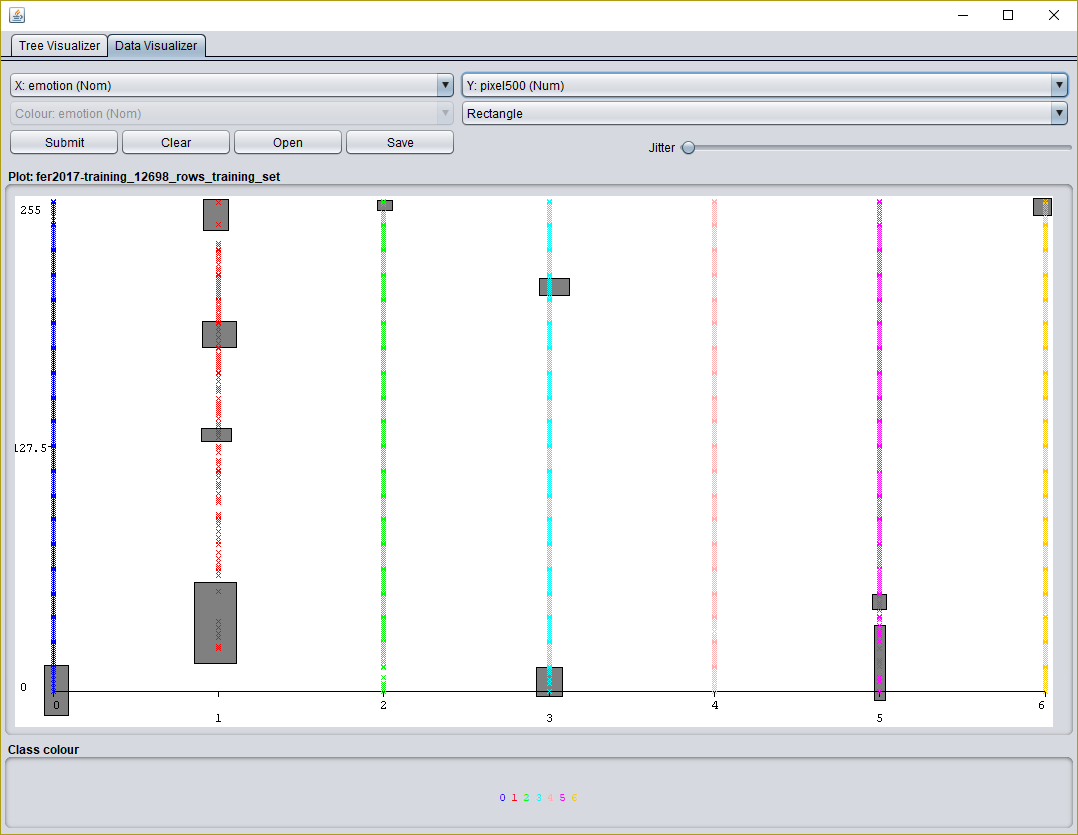 Tree Visualizer Data Visualizer
X: emotion (Nom) Y: pixel500 (Num)
Colour: emotion (Nom) Rectangle
Submit Clear Open Save Jitter
Plot: fer2017-training_12698_rows_training_set
255
127.5
0
0 1 2 3 4 5 6
Class colour
0 1 2 3 4 5 6